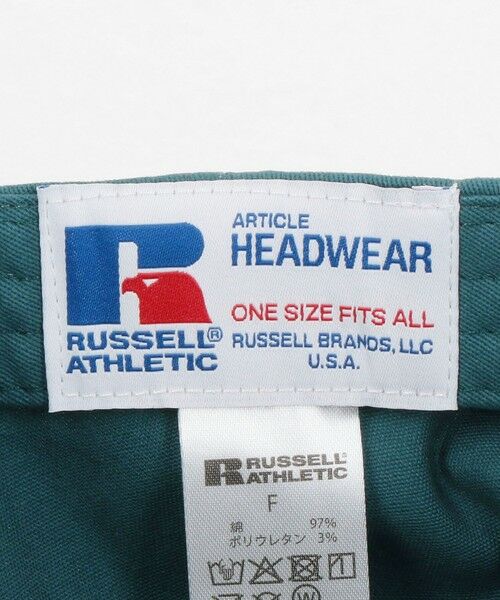 ARTICLE
HEADWEAR
ONE SIZE FITS ALL
RUSSELL BRANDS, LLC
U.S.A.
R
RUSSELL®
ATHLETIC
R RUSSELL
ATHLETIC
F
綿 97%
ポリウレタン 3%
W